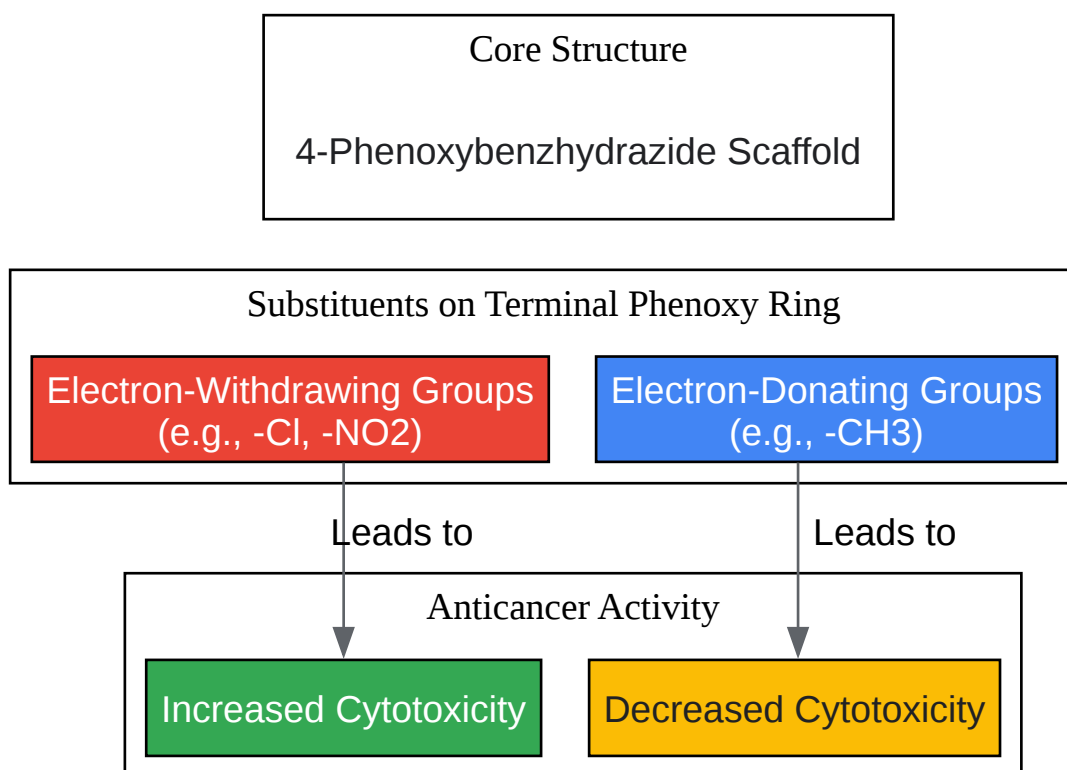 Core Structure
4-Phenoxybenzhydrazide Scaffold
Substituents on Terminal Phenoxy Ring
Electron-Withdrawing Groups
(e.g., -Cl, -NO2)
Electron-Donating Groups
(e.g., -CH3)
Leads to
Leads to
Anticancer Activity
Increased Cytotoxicity
Decreased Cytotoxicity